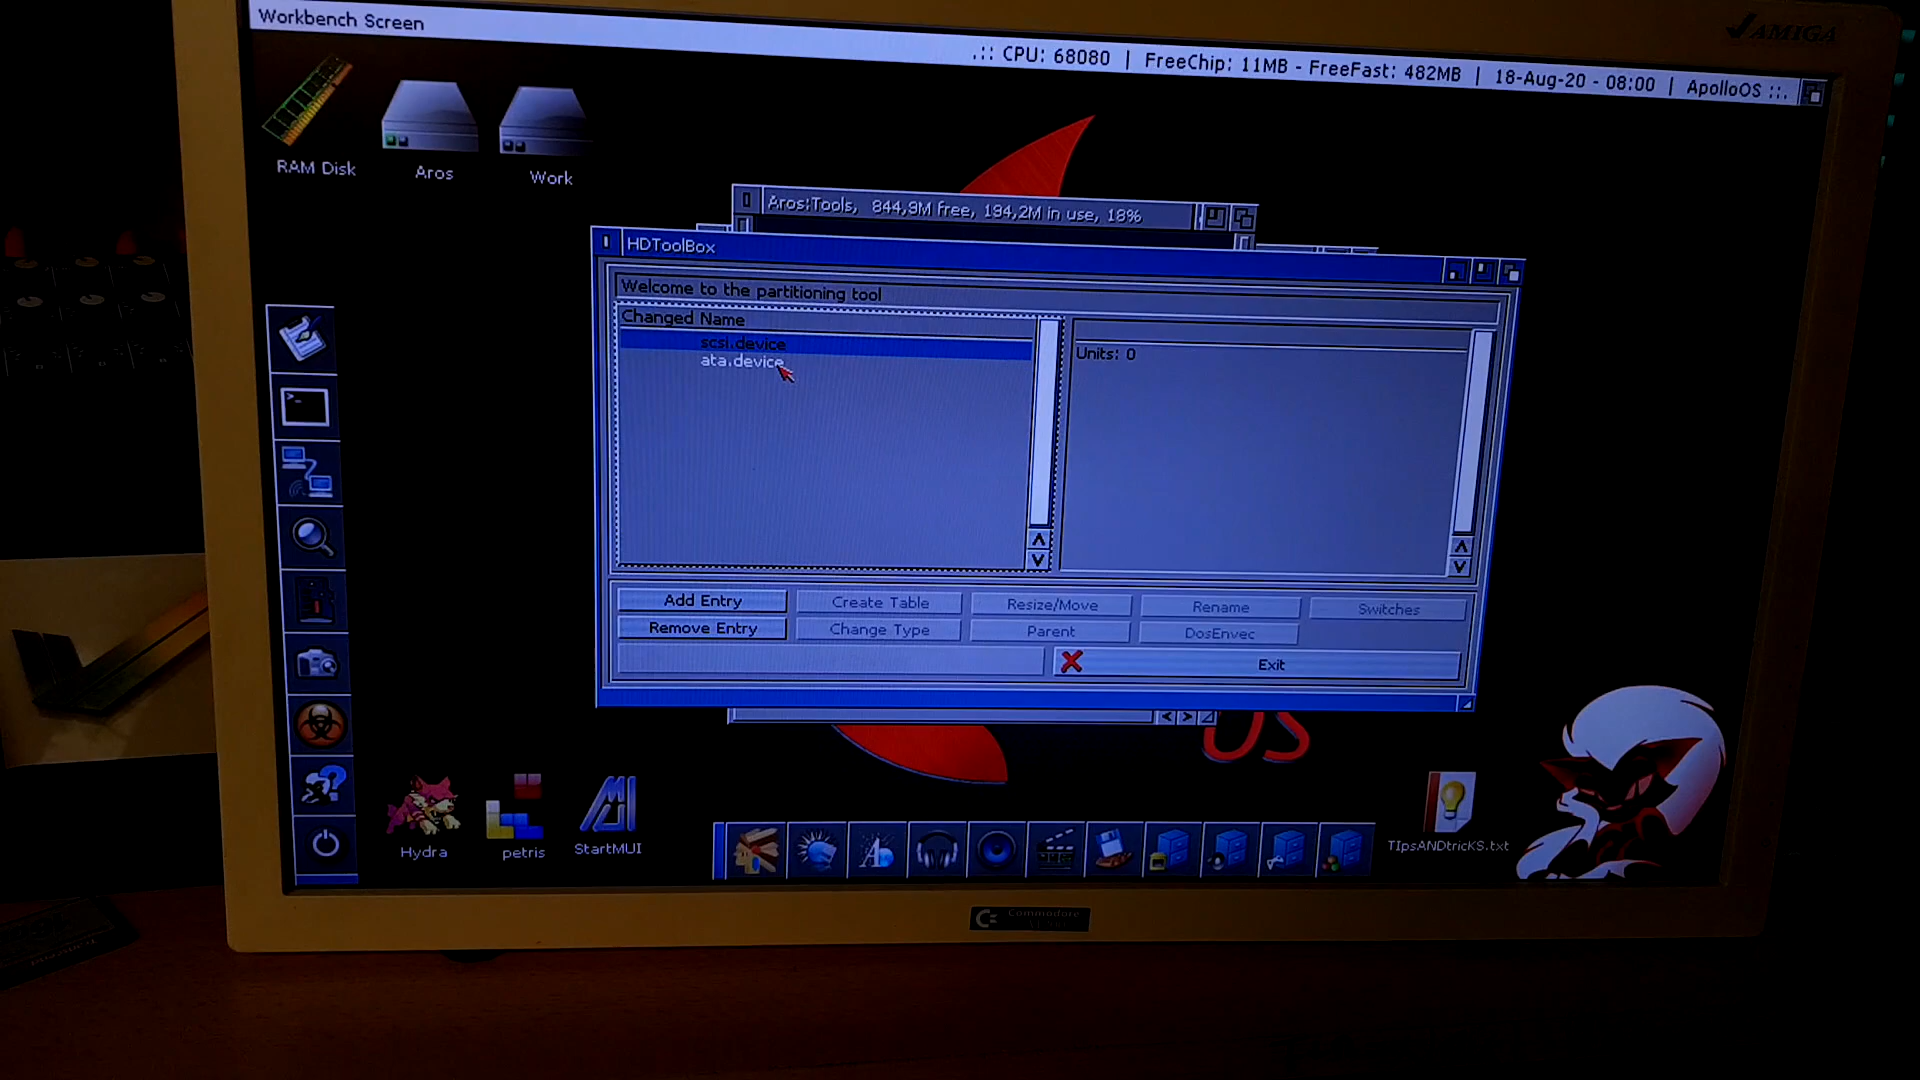 AMIGA
Workbench Screen
.:: CPU: 68080 | FreeChip: 11MB - FreeFast: 482MB | 18-Aug-20 - 08:00 | ApolloOS ::.
RAM Disk
Aros
Work
Aros:Tools, 844,9M free, 194,2M in use, 18%
HDToolBox
Welcome to the partitioning tool
Changed Name
scsi.device
ata.device
Units: 0
Add Entry
Create Table
Resize/Move
Rename
Switches
Remove Entry
Change Type
Parent
DosEnvec
Exit
OS
Hydra
petris
StartMUI
TIpsANDtricKS.txt
Commodore